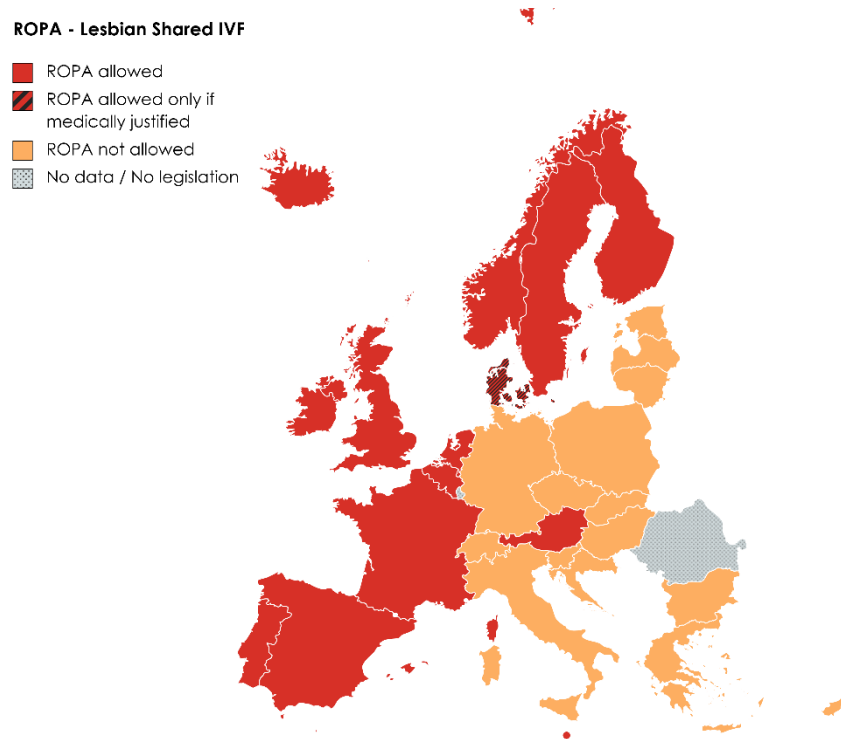 ROPA - Lesbian Shared IVF
ROPA allowed
ROPA allowed only if
medically justified
ROPA not allowed
No data / No legislation